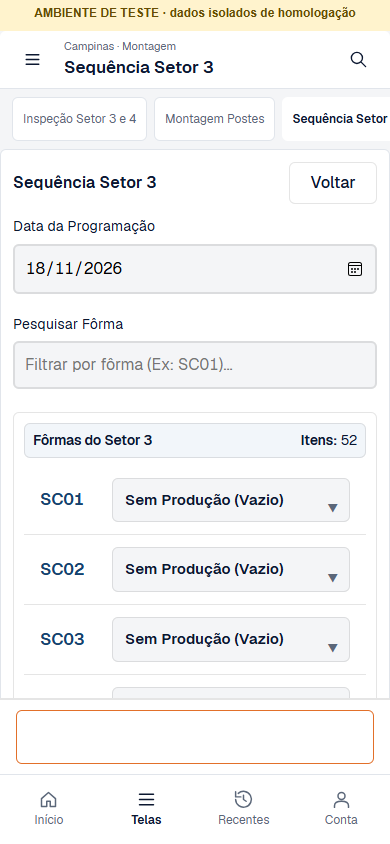 AMBIENTE DE TESTE · dados isolados de homologação
Campinas · Montagem
Sequência Setor 3
Inspeção Setor 3 e 4
Montagem Postes
Sequência Setor
Sequência Setor 3
Voltar
Data da Programação
18/11/2026
Pesquisar Fôrma
Filtrar por fôrma (Ex: SC01)...
Fôrmas do Setor 3
Itens: 52
SC01
Sem Produção (Vazio)
SC02
Sem Produção (Vazio)
SC03
Sem Produção (Vazio)
Início
Telas
Recentes
Conta